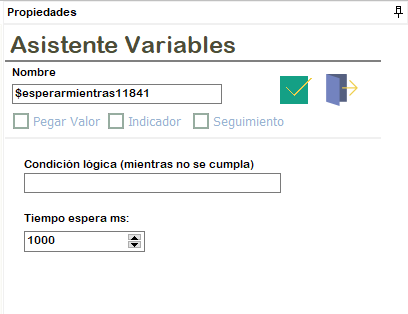 Propiedades
Asistente Variables
Nombre
$esperarmientras11841
Pegar Valor Indicador Seguimiento
Condición lógica (mientras no se cumpla)
Tiempo espera ms:
1000